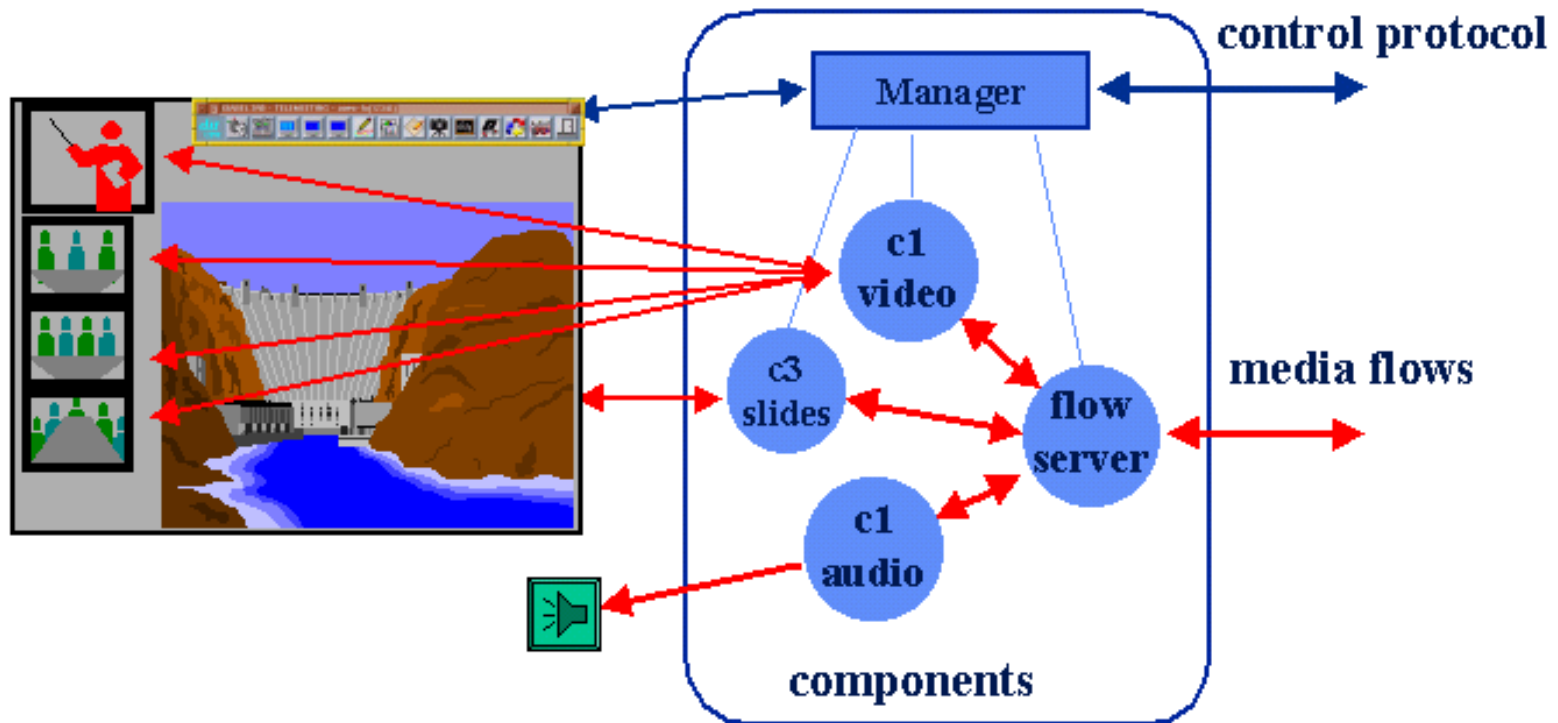 control protocol
Manager
c1
video
c3
slides
media flows
flow
server
c1
audio
components